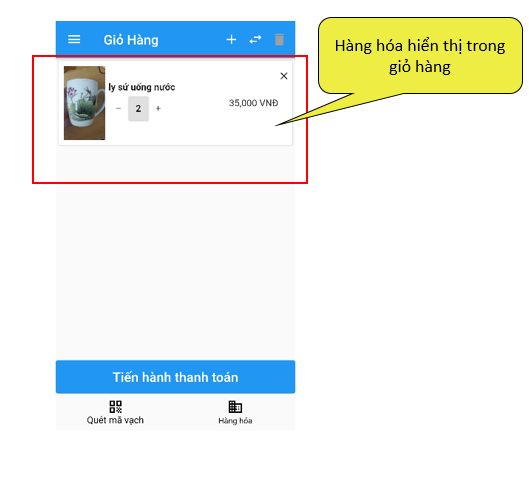 Giỏ Hàng
Hàng hóa hiển thị trong
giỏ hàng
ly sứ uống nước
2
35,000 VNĐ
Tiến hành thanh toán
Quét mã vạch
Hàng hóa